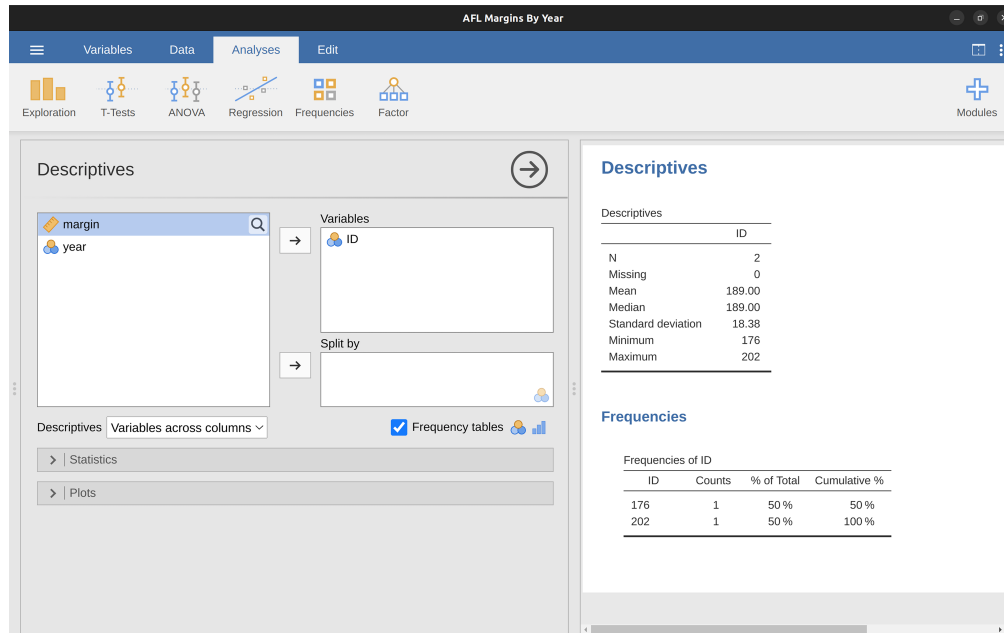 AFL Margins By Year
Variables Data Analyses Edit
Exploration T-Tests ANOVA Regression Frequencies Factor Modules
Descriptives
margin
year
Variables
ID
Split by
Descriptives Variables across columns Frequency tables
Statistics
Plots
Descriptives
Descriptives
ID
N 2
Missing 0
Mean 189.00
Median 189.00
Standard deviation 18.38
Minimum 176
Maximum 202
Frequencies
Frequencies of ID
ID Counts % of Total Cumulative %
176 1 50 % 50 %
202 1 50 % 100 %